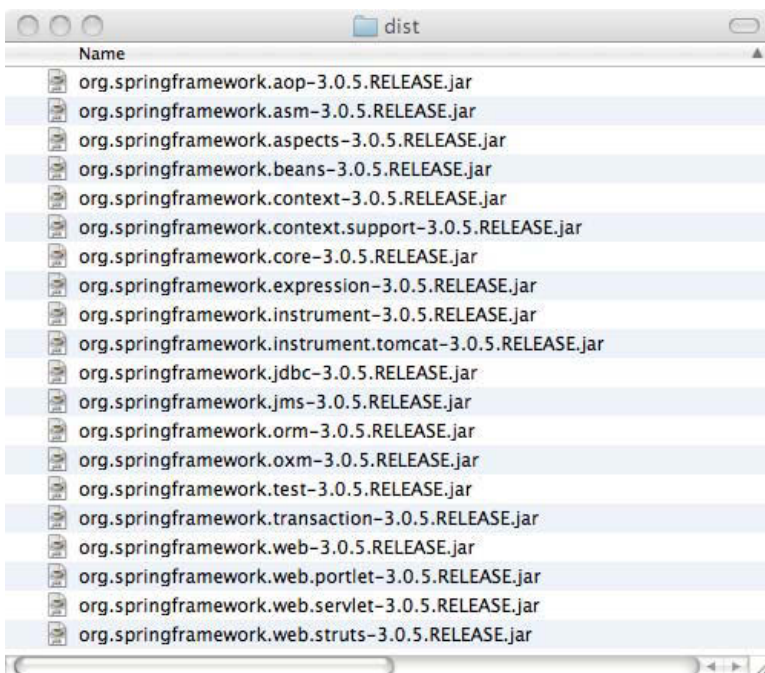 dist
Name
org.springframework.aop-3.0.5.RELEASE.jar
org.springframework.asm-3.0.5.RELEASE.jar
org.springframework.aspects-3.0.5.RELEASE.jar
org.springframework.beans-3.0.5.RELEASE.jar
org.springframework.context-3.0.5.RELEASE.jar
org.springframework.context.support-3.0.5.RELEASE.jar
org.springframework.core-3.0.5.RELEASE.jar
org.springframework.expression-3.0.5.RELEASE.jar
org.springframework.instrument-3.0.5.RELEASE.jar
org.springframework.instrument.tomcat-3.0.5.RELEASE.jar
org.springframework.jdbc-3.0.5.RELEASE.jar
org.springframework.jms-3.0.5.RELEASE.jar
org.springframework.orm-3.0.5.RELEASE.jar
org.springframework.oxm-3.0.5.RELEASE.jar
org.springframework.test-3.0.5.RELEASE.jar
org.springframework.transaction-3.0.5.RELEASE.jar
org.springframework.web-3.0.5.RELEASE.jar
org.springframework.web.portlet-3.0.5.RELEASE.jar
org.springframework.web.servlet-3.0.5.RELEASE.jar
org.springframework.web.struts-3.0.5.RELEASE.jar